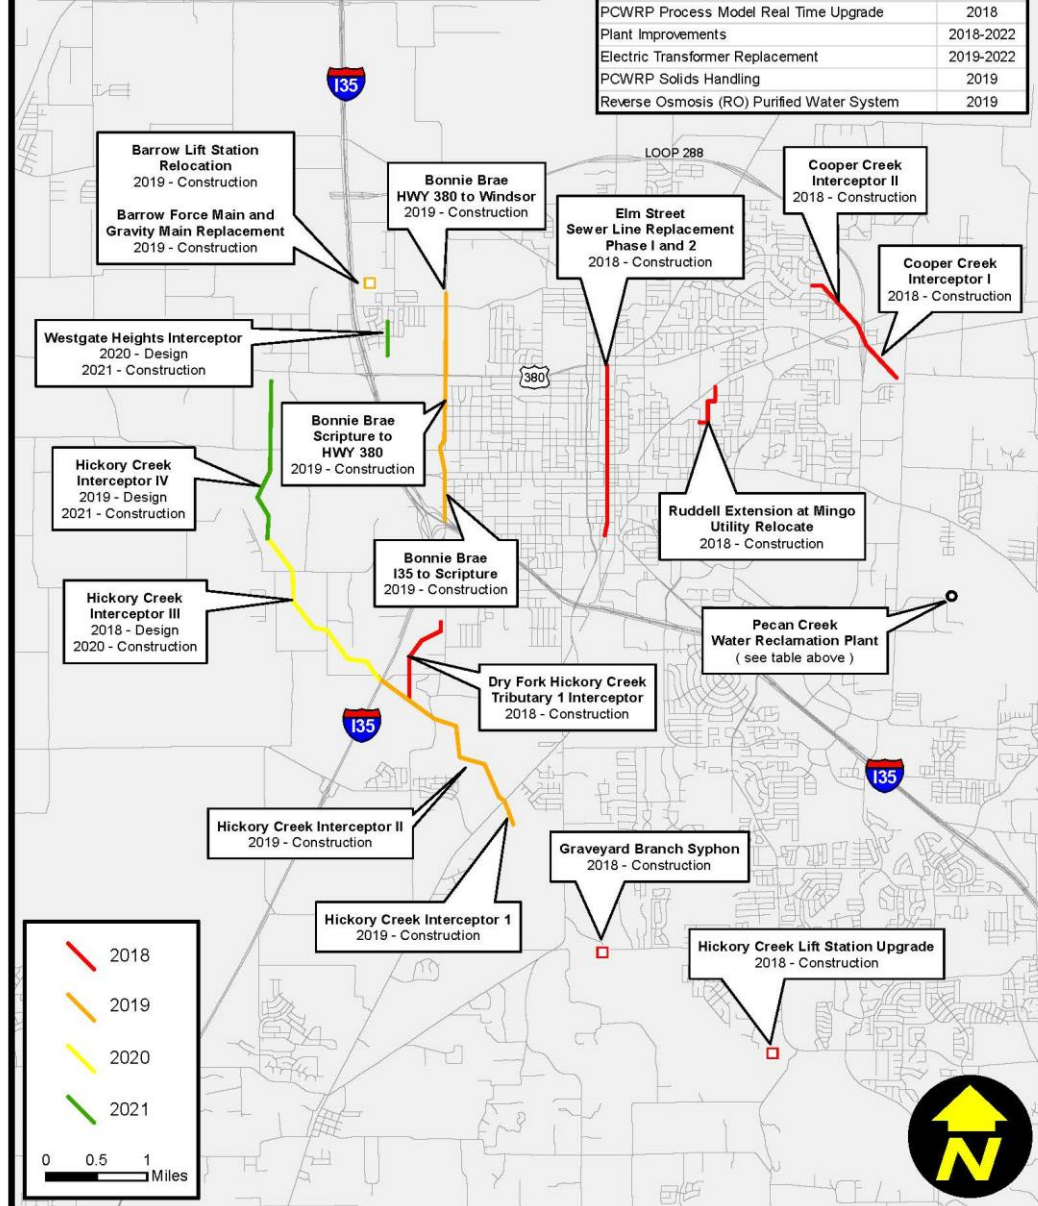 PCWRP Process Model Real Time Upgrade 2018
Plant Improvements 2018-2022
Electric Transformer Replacement 2019-2022
PCWRP Solids Handling 2019
Reverse Osmosis (RO) Purified Water System 2019
I35
LOOP 288
Barrow Lift Station
Relocation
2019 - Construction
Barrow Force Main and
Gravity Main Replacement
2019 - Construction
Bonnie Brae
HWY 380 to Windsor
2019 - Construction
Elm Street
Sewer Line Replacement
Phase I and 2
2018 - Construction
Cooper Creek
Interceptor II
2018 - Construction
Cooper Creek
Interceptor I
2018 - Construction
Westgate Heights Interceptor
2020 - Design
2021 - Construction
380
Bonnie Brae
Scripture to
HWY 380
2019 - Construction
Hickory Creek
Interceptor IV
2019 - Design
2021 - Construction
Ruddell Extension at Mingo
Utility Relocate
2018 - Construction
Bonnie Brae
I35 to Scripture
2019 - Construction
Hickory Creek
Interceptor III
2018 - Design
2020 - Construction
Pecan Creek
Water Reclamation Plant
( see table above )
Dry Fork Hickory Creek
Tributary 1 Interceptor
2018 - Construction
I35
I35
Hickory Creek Interceptor II
2019 - Construction
Graveyard Branch Syphon
2018 - Construction
Hickory Creek Interceptor 1
2019 - Construction
Hickory Creek Lift Station Upgrade
2018 - Construction
2018
2019
2020
2021
0 0.5 1
Miles
N